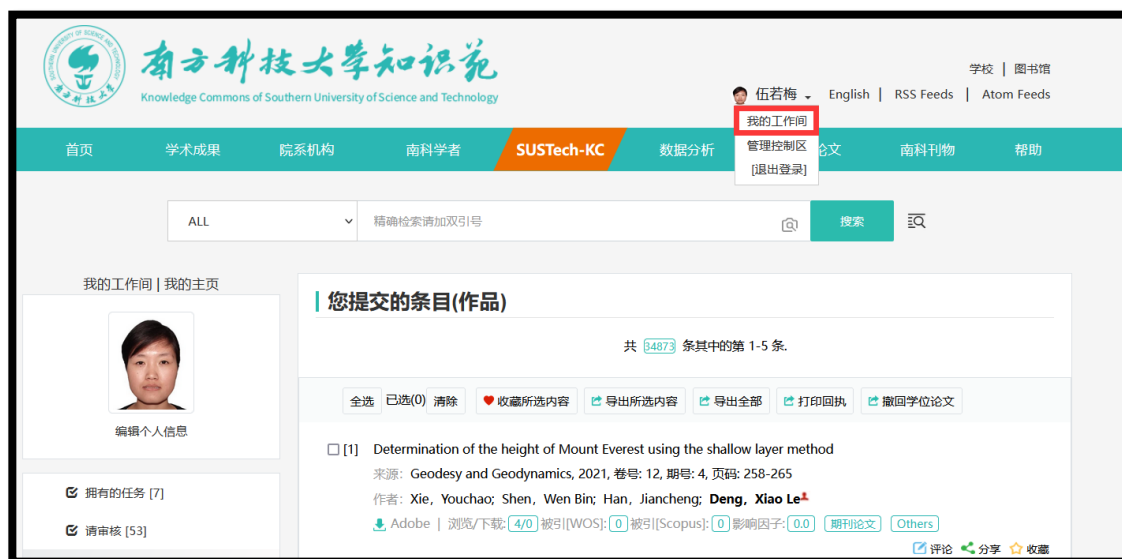 南方科技大学知识苑
Knowledge Commons of Southern University of Science and Technology
学校 | 图书馆
伍若梅 English | RSS Feeds | Atom Feeds
我的工作间
管理控制区
[退出登录]
首页 学术成果 院系机构 南科学者 SUSTech-KC 数据分析 论文 南科刊物 帮助
ALL 精确检索请加双引号 搜索
我的工作间 | 我的主页
编辑个人信息
拥有的任务 [7]
请审核 [53]
您提交的条目(作品)
共 34873 条其中的第 1-5 条.
全选 已选(0) 清除 收藏所选内容 导出所选内容 导出全部 打印回执 撤回学位论文
[1] Determination of the height of Mount Everest using the shallow layer method
来源: Geodesy and Geodynamics, 2021, 卷号: 12, 期号: 4, 页码: 258-265
作者: Xie, Youchao; Shen, Wen Bin; Han, Jiancheng; Deng, Xiao Le
Adobe | 浏览/下载: 4/0 被引[WOS]: 0 被引[Scopus]: 0 影响因子: 0.0 期刊论文 Others
评论 分享 收藏